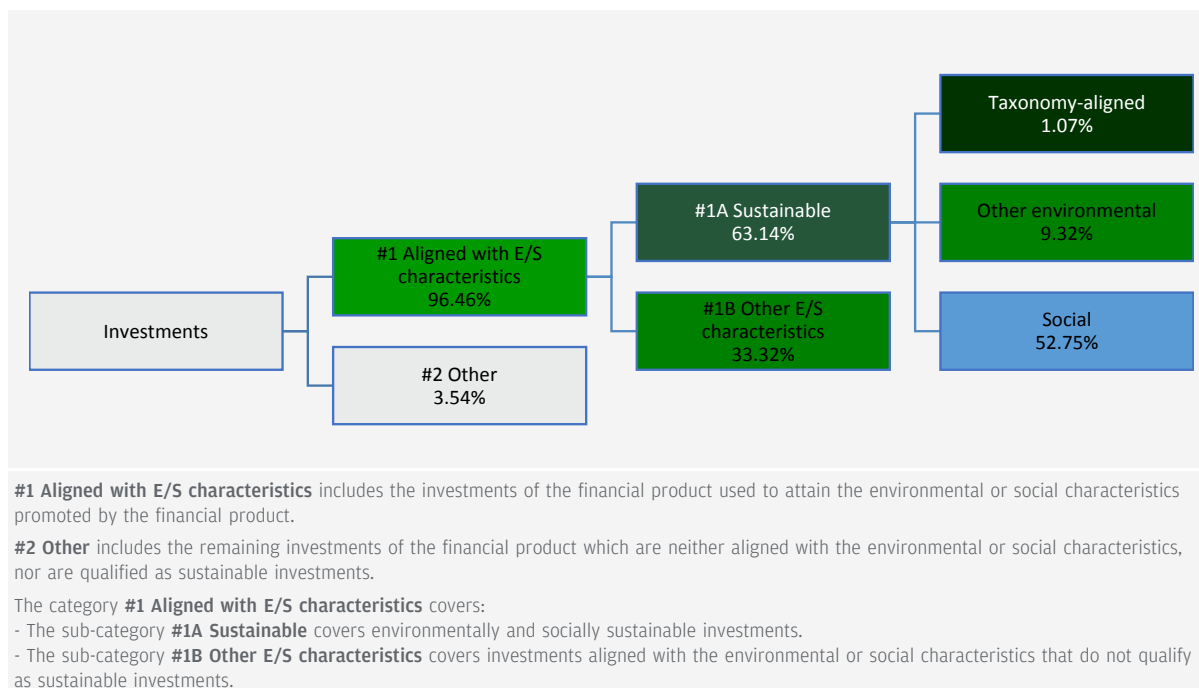 Investments
#1 Aligned with E/S
characteristics
96.46%
#2 Other
3.54%
#1A Sustainable
63.14%
#1B Other E/S
characteristics
33.32%
Taxonomy-aligned
1.07%
Other environmental
9.32%
Social
52.75%
#1 Aligned with E/S characteristics includes the investments of the financial product used to attain the environmental or social characteristics
promoted by the financial product.
#2 Other includes the remaining investments of the financial product which are neither aligned with the environmental or social characteristics,
nor are qualified as sustainable investments.
The category #1 Aligned with E/S characteristics covers:
- The sub-category #1A Sustainable covers environmentally and socially sustainable investments.
- The sub-category #1B Other E/S characteristics covers investments aligned with the environmental or social characteristics that do not qualify
as sustainable investments.